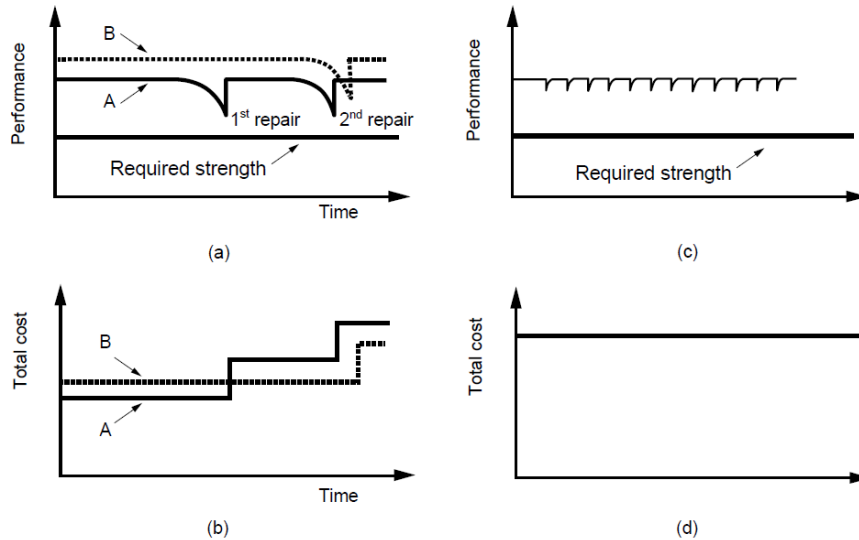 Performance
B
A
1st repair
2nd repair
Required strength
Time
(a)
Performance
Required strength
(c)
Total cost
B
A
Time
(b)
Total cost
(d)